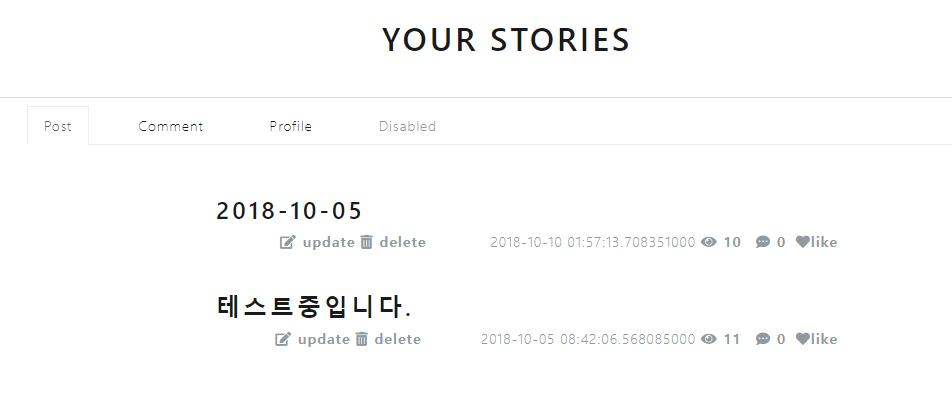 YOUR STORIES
Post Comment Profile Disabled
2018-10-05
update delete 2018-10-10 01:57:13.708351000 10 0 like
테스트중입니다.
update delete 2018-10-05 08:42:06.568085000 11 0 like